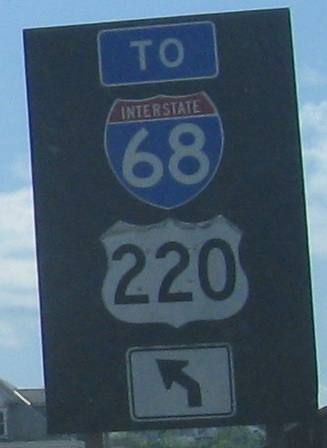 TO
INTERSTATE
68
220